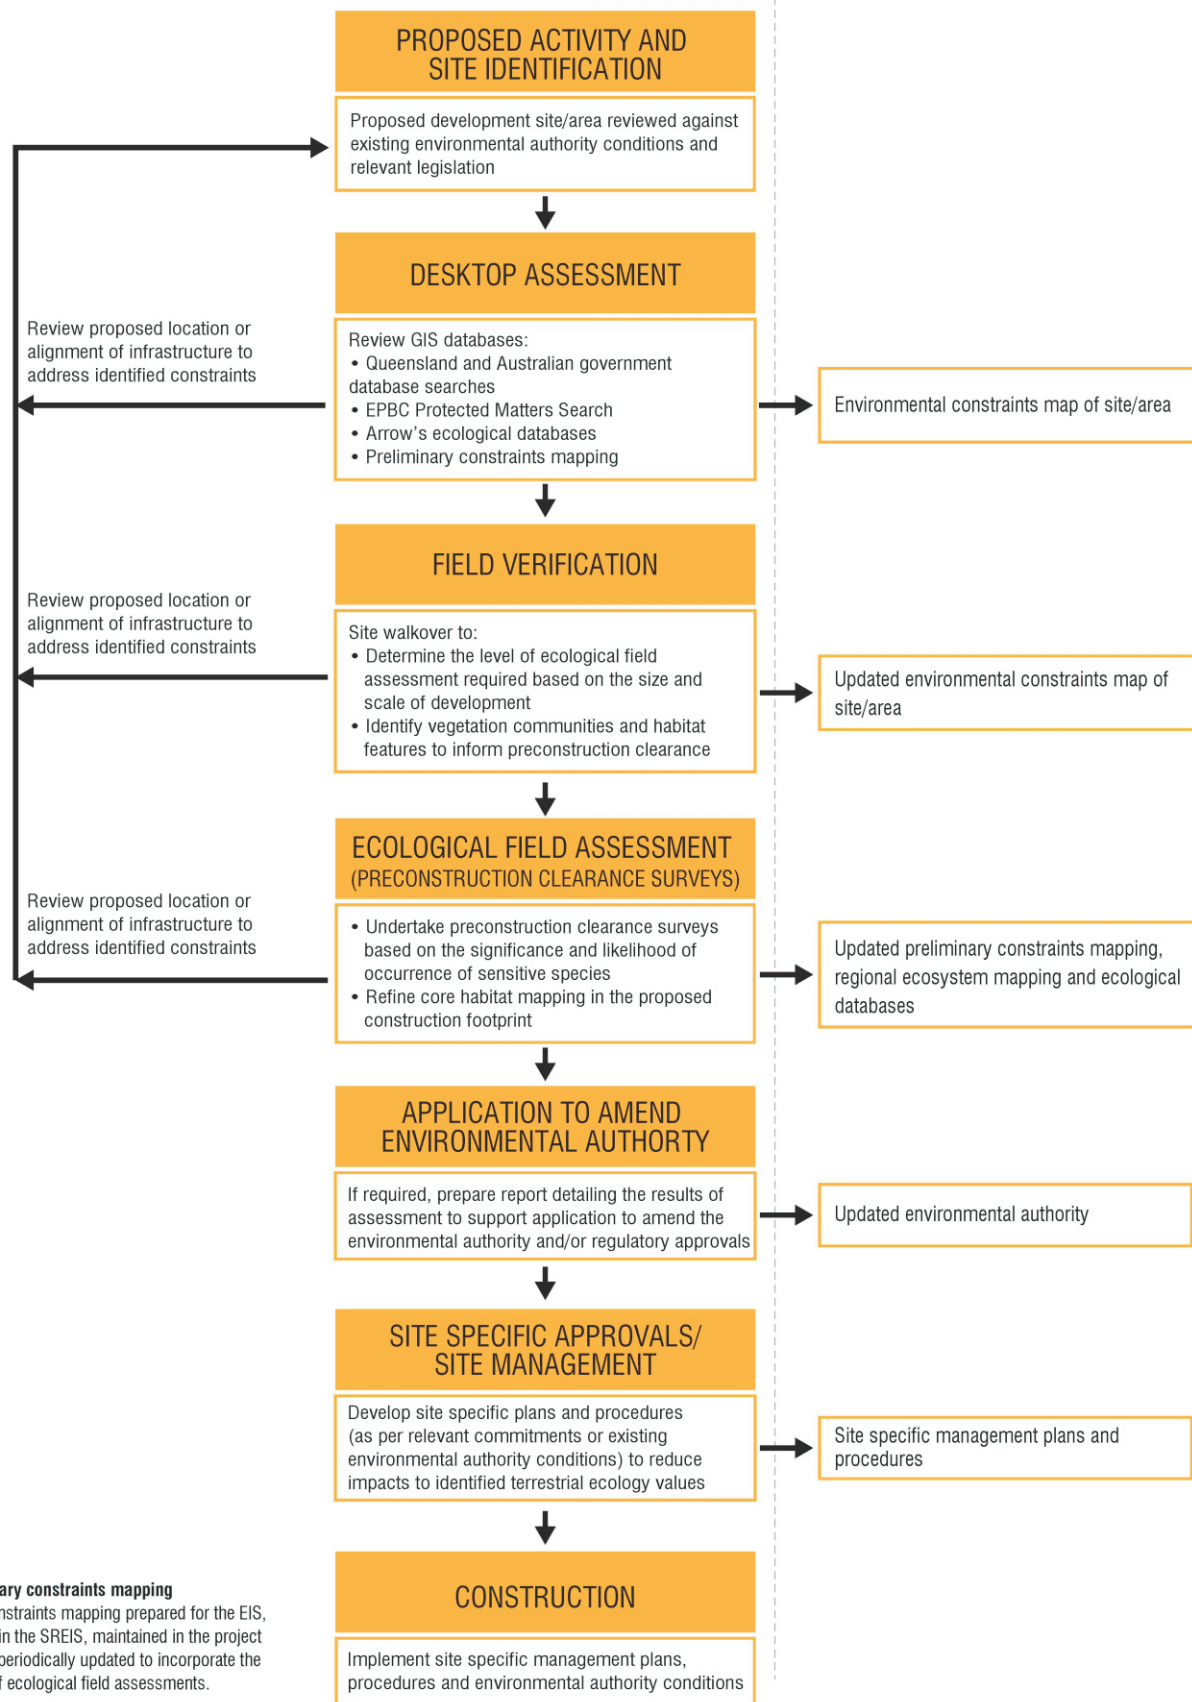 PROPOSED ACTIVITY AND
SITE IDENTIFICATION
Proposed development site/area reviewed against
existing environmental authority conditions and
relevant legislation
DESKTOP ASSESSMENT
Review proposed location or
alignment of infrastructure to
address identified constraints
Review GIS databases:
• Queensland and Australian government
database searches
• EPBC Protected Matters Search
• Arrow's ecological databases
• Preliminary constraints mapping
Environmental constraints map of site/area
FIELD VERIFICATION
Review proposed location or
alignment of infrastructure to
address identified constraints
Site walkover to:
• Determine the level of ecological field
assessment required based on the size and
scale of development
• Identify vegetation communities and habitat
features to inform preconstruction clearance
Updated environmental constraints map of
site/area
ECOLOGICAL FIELD ASSESSMENT
(PRECONSTRUCTION CLEARANCE SURVEYS)
Review proposed location or
alignment of infrastructure to
address identified constraints
• Undertake preconstruction clearance surveys
based on the significance and likelihood of
occurrence of sensitive species
• Refine core habitat mapping in the proposed
construction footprint
Updated preliminary constraints mapping,
regional ecosystem mapping and ecological
databases
APPLICATION TO AMEND
ENVIRONMENTAL AUTHORTY
If required, prepare report detailing the results of
assessment to support application to amend the
environmental authority and/or regulatory approvals
Updated environmental authority
SITE SPECIFIC APPROVALS/
SITE MANAGEMENT
Develop site specific plans and procedures
(as per relevant commitments or existing
environmental authority conditions) to reduce
impacts to identified terrestrial ecology values
Site specific management plans and
procedures
CONSTRUCTION
Implement site specific management plans,
procedures and environmental authority conditions
constraints mapping
mapping prepared for the EIS,
in the SREIS, maintained in the project
periodically updated to incorporate the
ecological field assessments.